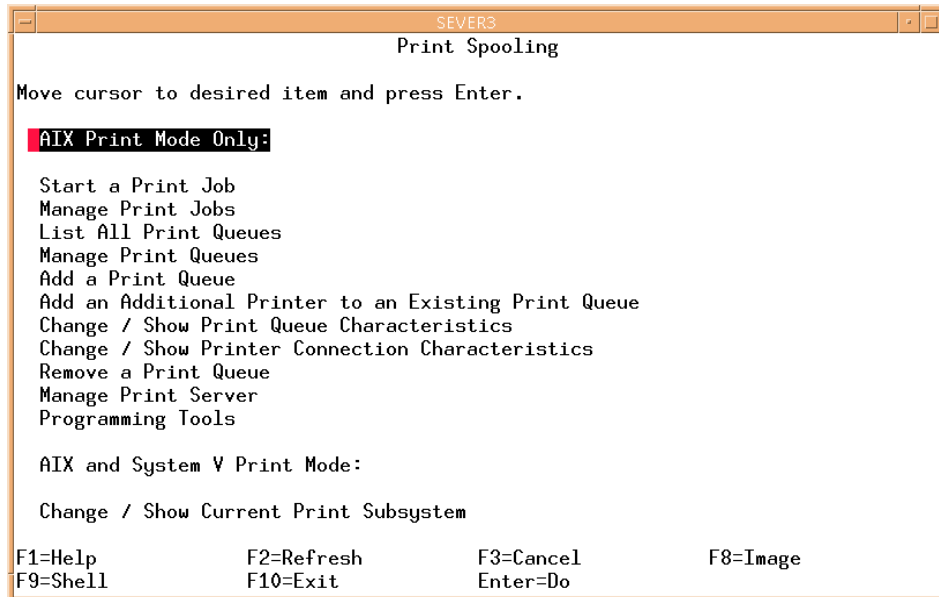 SEVER3
Print Spooling
Move cursor to desired item and press Enter.
AIX Print Mode Only:
Start a Print Job
Manage Print Jobs
List All Print Queues
Manage Print Queues
Add a Print Queue
Add an Additional Printer to an Existing Print Queue
Change / Show Print Queue Characteristics
Change / Show Printer Connection Characteristics
Remove a Print Queue
Manage Print Server
Programming Tools
AIX and System V Print Mode:
Change / Show Current Print Subsystem
F1=Help F2=Refresh F3=Cancel F8=Image
F9=Shell F10=Exit Enter=Do